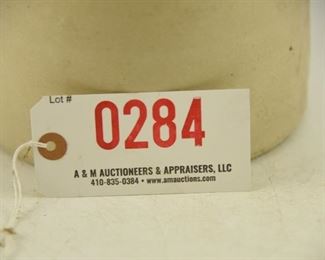 Lot #
0284
A & M AUCTIONEERS & APPRAISERS, LLC
410-835-0384 • www.amauctions.com